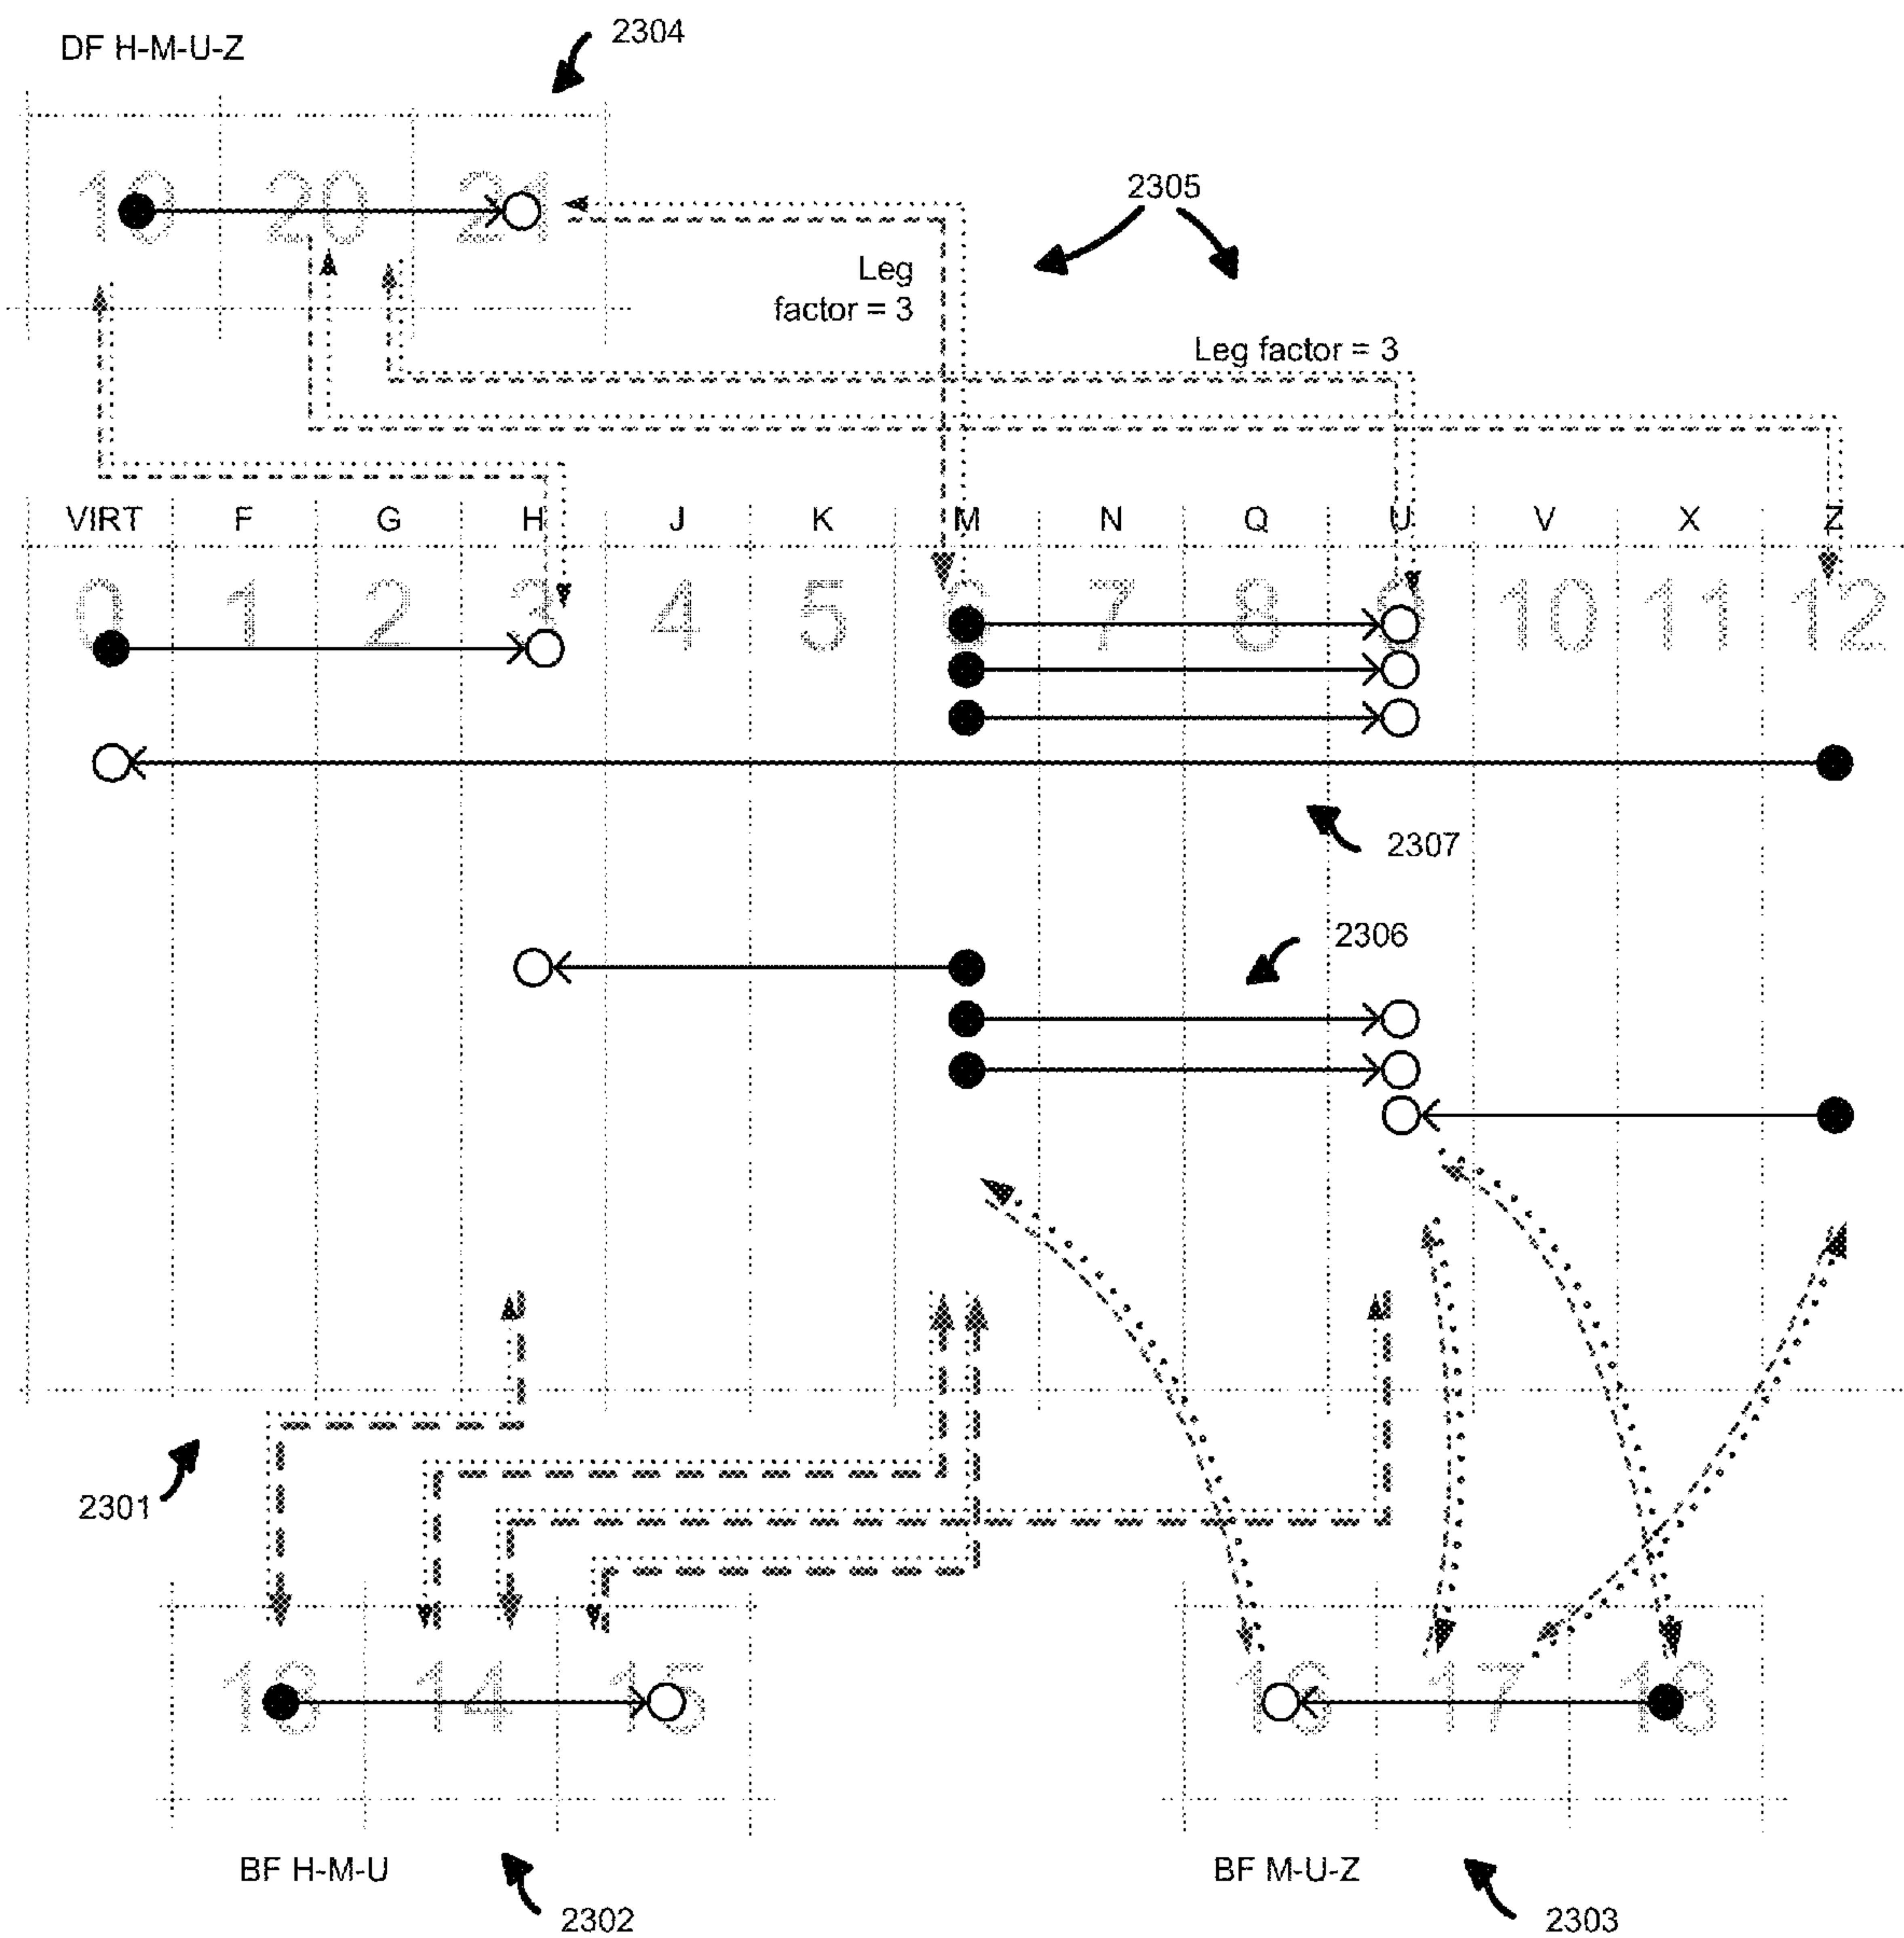 2304
DF H-M-U-Z
19 20 21
2305
Leg
factor = 3
Leg factor = 3
VIRT F G H J K M N Q U V X Z
0 1 2 3 4 5 6 7 8 9 10 11 12
2307
2306
2301
13 14 15 16 17 18
BF H-M-U
BF M-U-Z
2302
2303